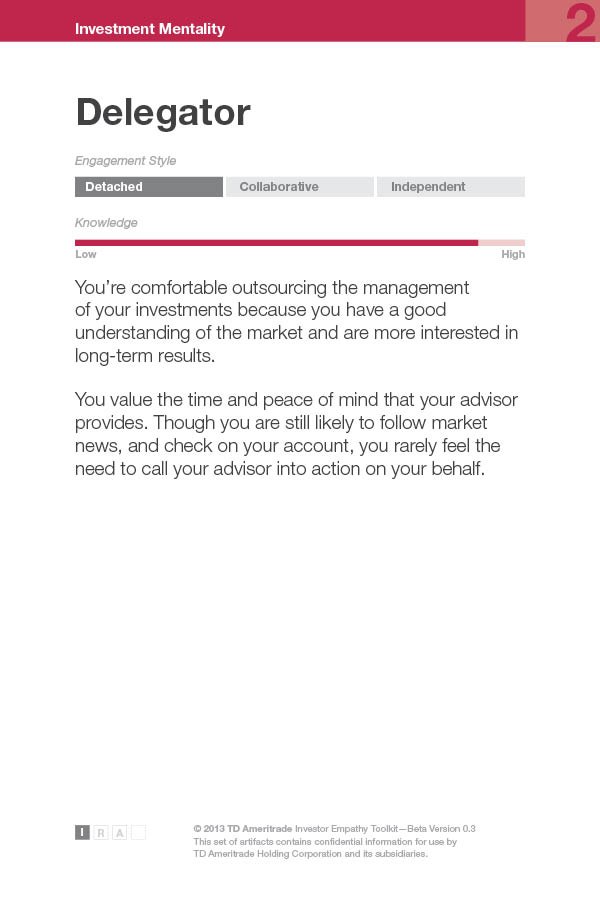 Investment Mentality
2
Delegator
Engagement Style
Detached Collaborative Independent
Knowledge
Low High
You’re comfortable outsourcing the management
of your investments because you have a good
understanding of the market and are more interested in
long-term results.
You value the time and peace of mind that your advisor
provides. Though you are still likely to follow market
news, and check on your account, you rarely feel the
need to call your advisor into action on your behalf.
I R A
© 2013 TD Ameritrade Investor Empathy Toolkit—Beta Version 0.3
This set of artifacts contains confidential information for use by
TD Ameritrade Holding Corporation and its subsidiaries.